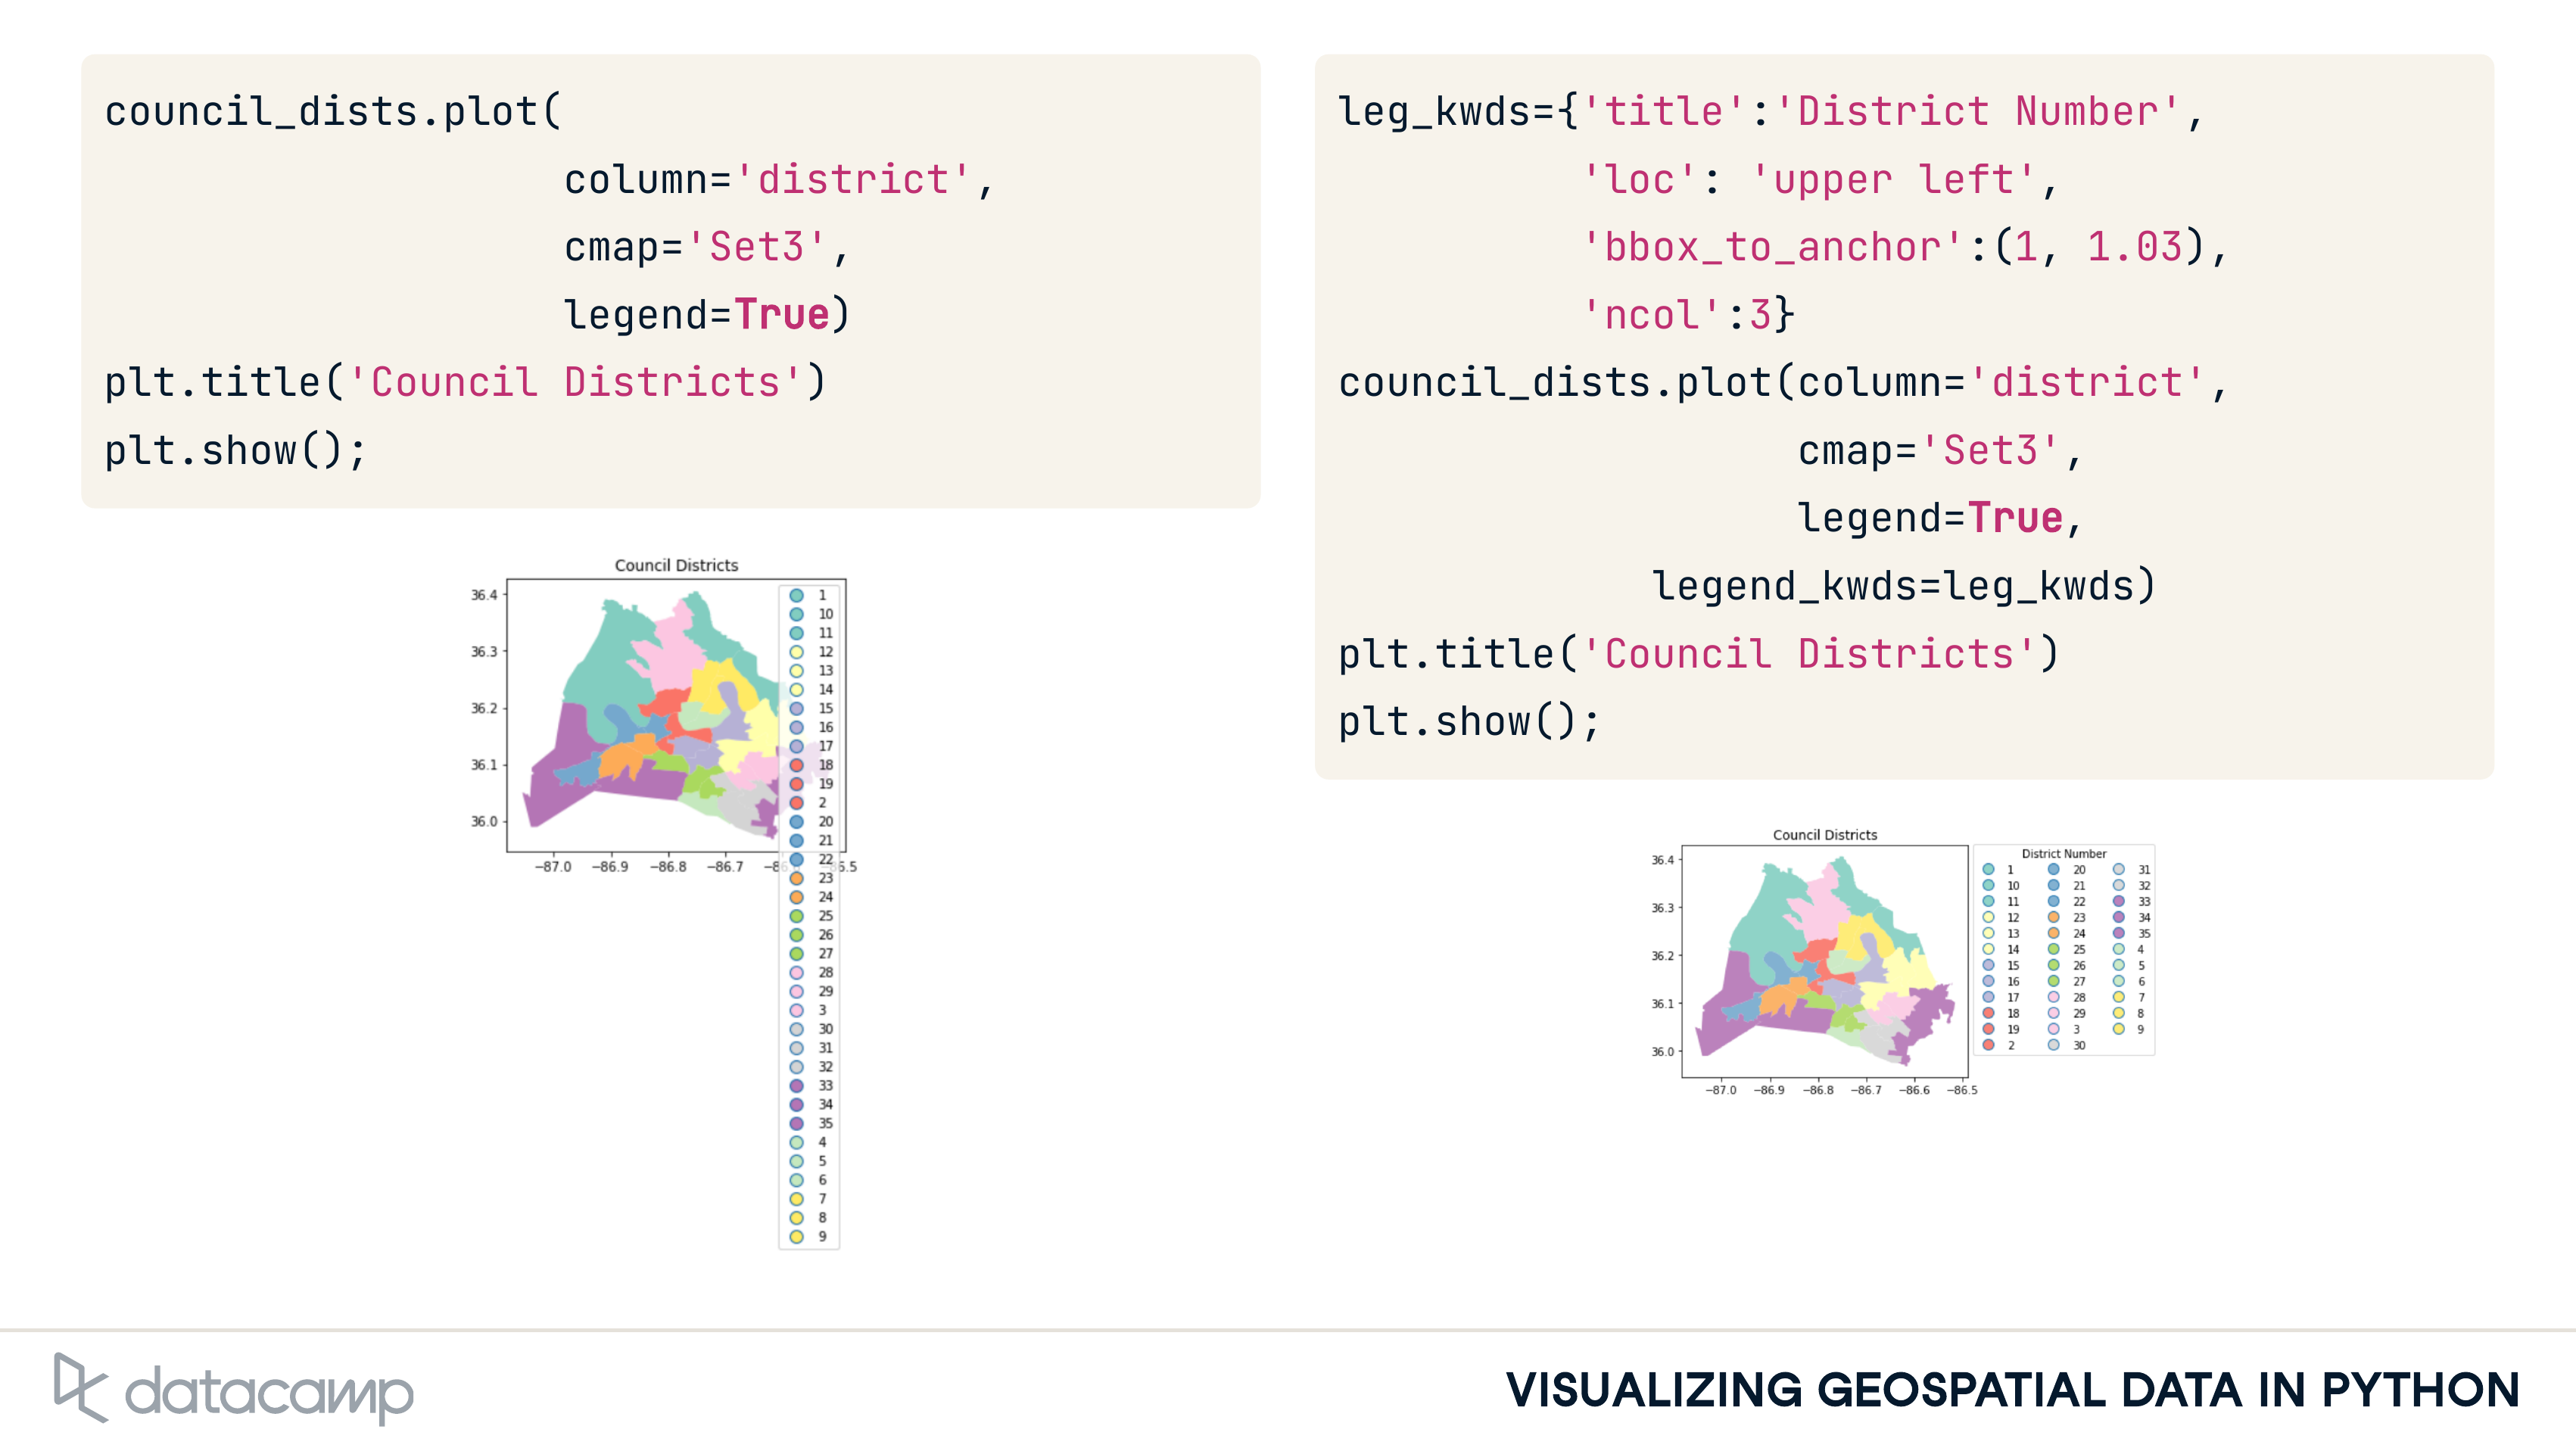 council_dists.plot(
column='district',
cmap='Set3',
legend=True)
plt.title('Council Districts')
plt.show();
Council Districts
36.4
36.3
36.2
36.1
36.0
−87.0 −86.9 −86.8 −86.7
1
10
11
12
13
14
15
16
17
18
19
2
20
21
22
23
24
25
26
27
28
29
3
30
31
32
33
34
35
4
5
6
7
8
9
leg_kwds={'title':'District Number',
'loc': 'upper left',
'bbox_to_anchor':(1, 1.03),
'ncol':3}
council_dists.plot(column='district',
cmap='Set3',
legend=True,
legend_kwds=leg_kwds)
plt.title('Council Districts')
plt.show();
Council Districts
36.4
36.3
36.2
36.1
36.0
−87.0 −86.9 −86.8 −86.7 −86.6 −86.5
District Number
1 20 31
10 21 32
11 22 33
12 23 34
13 24 35
14 25 4
15 26 5
16 27 6
17 28 7
18 29 8
19 3 9
2 30
datacamp
VISUALIZING GEOSPATIAL DATA IN PYTHON